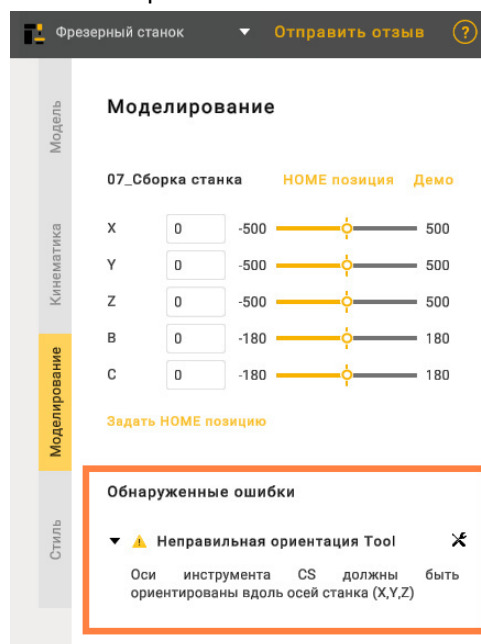 Фрезерный станок Отправить отзыв ?
Модель
Кинематика
Моделирование
Стиль
Моделирование
07_Сборка станка HOME позиция Демо
X 0 -500 500
Y 0 -500 500
Z 0 -500 500
B 0 -180 180
C 0 -180 180
Задать HOME позицию
Обнаруженные ошибки
Неправильная ориентация Tool
Оси инструмента CS должны быть
ориентированы вдоль осей станка (X,Y,Z)